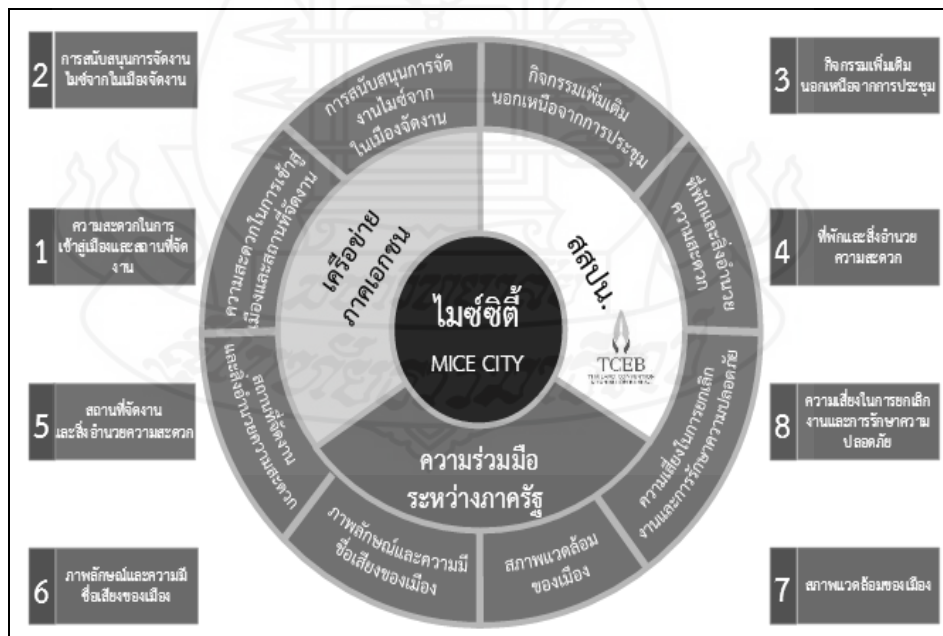 2
การสนับสนุนการจัดงาน
ไมซ์จากในเมืองจัดงาน
1
ความสะดวกในการ
เข้าสู่เมืองและสถานที่จัด
งาน
5
สถานที่จัดงาน
และสิ่งอำนวยความสะดวก
6
ภาพลักษณ์และความมี
ชื่อเสียงของเมือง
การสนับสนุนการจัด
งานไมซ์จาก
ในเมืองจัดงาน
กิจกรรมเพิ่มเติม
นอกเหนือจากการประชุม
ความสะดวกในการเข้าสู่
เมืองและสถานที่จัดงาน
ที่พักและสิ่งอำนวย
ความสะดวก
เครือข่าย
ภาคเอกชน
สสปน.
ไมซ์ซิตี้
MICE CITY
TCEB
สถานที่จัดงาน
และสิ่งอำนวยความสะดวก
ความเสี่ยงในการยกเลิก
งานและการรักษาความปลอดภัย
ความร่วมมือ
ระหว่างภาครัฐ
ภาพลักษณ์และความมี
ชื่อเสียงของเมือง
สภาพแวดล้อม
ของเมือง
3
กิจกรรมเพิ่มเติม
นอกเหนือจากการประชุม
4
ที่พักและสิ่งอำนวย
ความสะดวก
8
ความเสี่ยงในการยกเลิก
งานและการรักษาความ
ปลอดภัย
7
สภาพแวดล้อมของเมือง